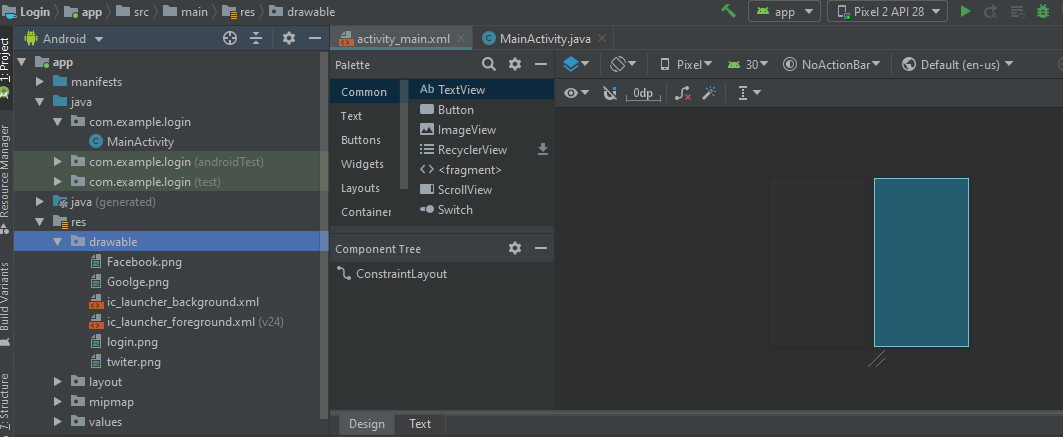 Login app src main res drawable
app Pixel 2 API 28
Android
activity_main.xml MainActivity.java
1: Project
Resource Manager
Build Variants
7: Structure
app
manifests
java
com.example.login
MainActivity
com.example.login (androidTest)
com.example.login (test)
java (generated)
res
drawable
Facebook.png
Goolge.png
ic_launcher_background.xml
ic_launcher_foreground.xml (v24)
login.png
twiter.png
layout
mipmap
values
Palette
Common
Text
Buttons
Widgets
Layouts
Container
Ab TextView
Button
ImageView
RecyclerView
<> <fragment>
ScrollView
Switch
Component Tree
ConstraintLayout
Pixel 30 NoActionBar Default (en-us)
0dp
Design Text